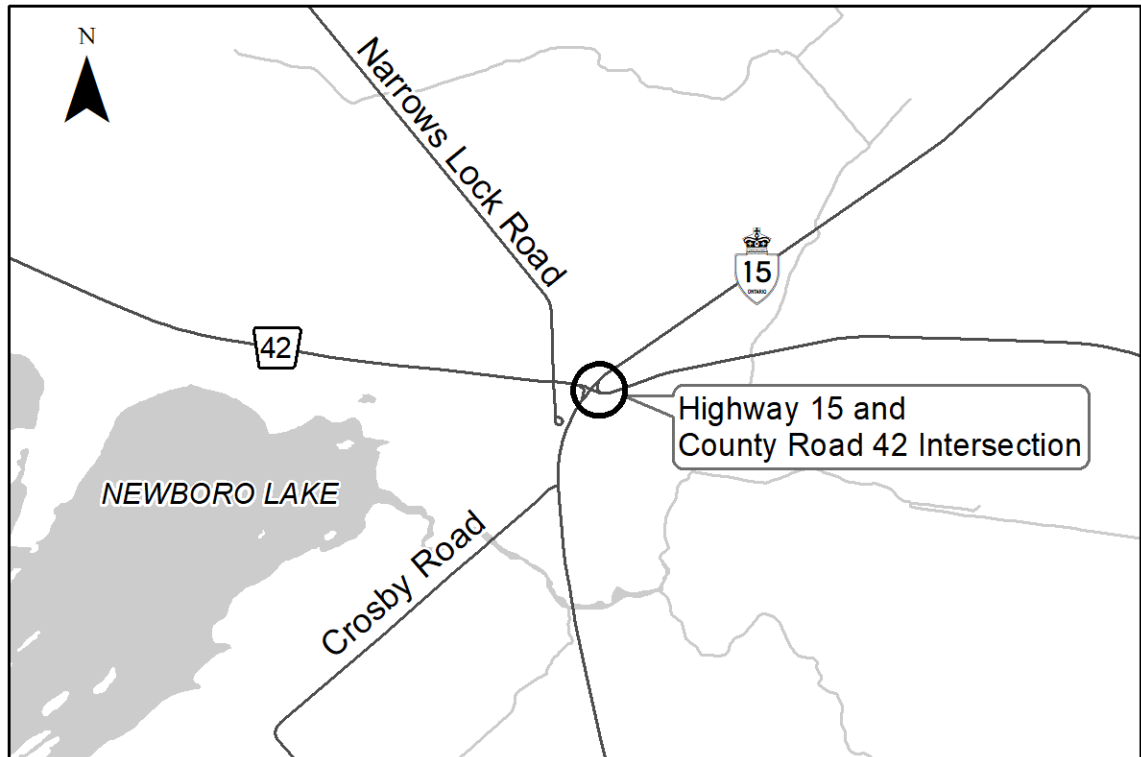 N
Narrows Lock Road
15
ONTARIO
42
Highway 15 and
County Road 42 Intersection
NEWBORO LAKE
Crosby Road